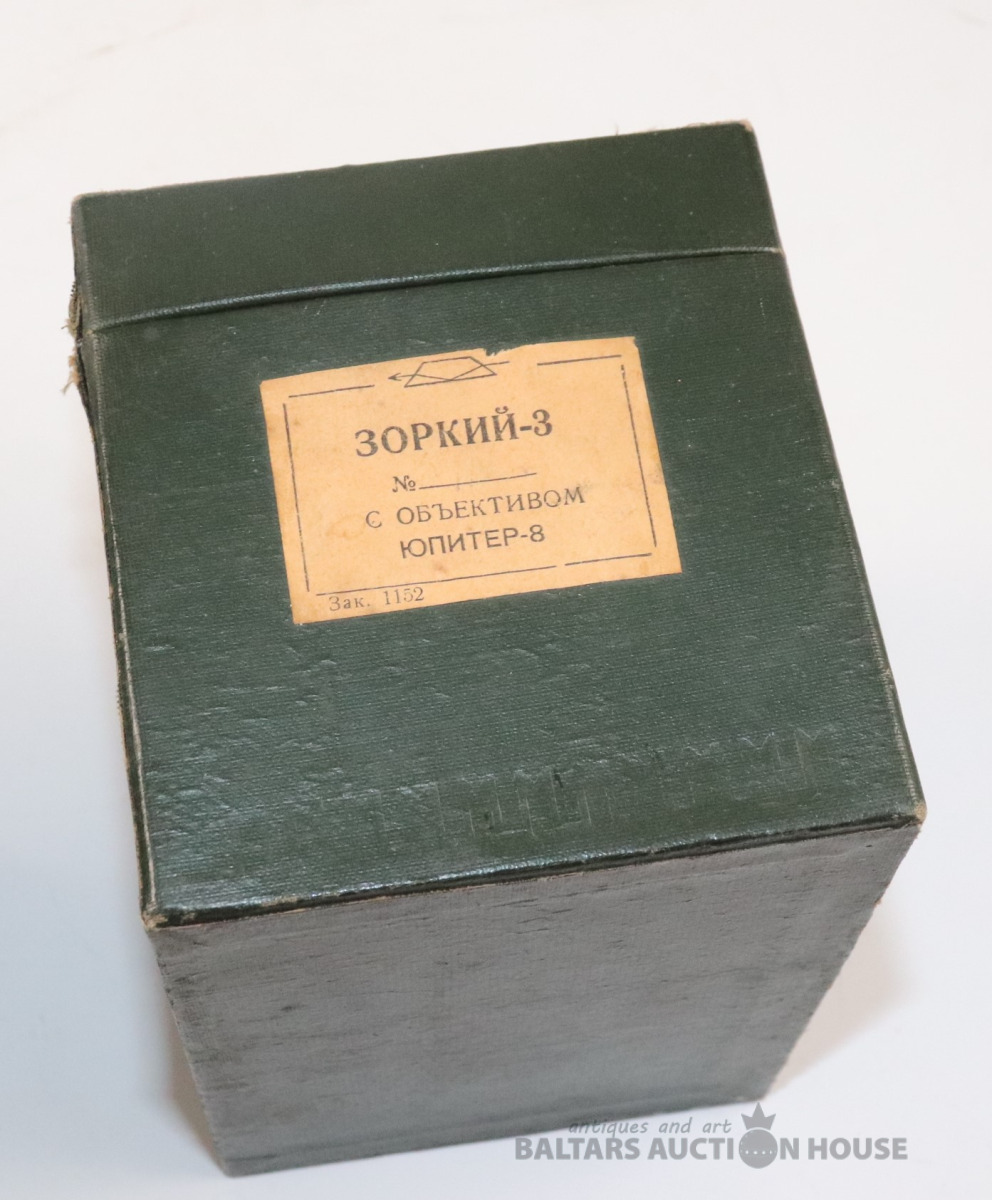 ЗОРКИЙ-3
№
С ОБЪЕКТИВОМ
ЮПИТЕР-8
Зак. 1152
antiques and art
BALTARS AUCTION HOUSE